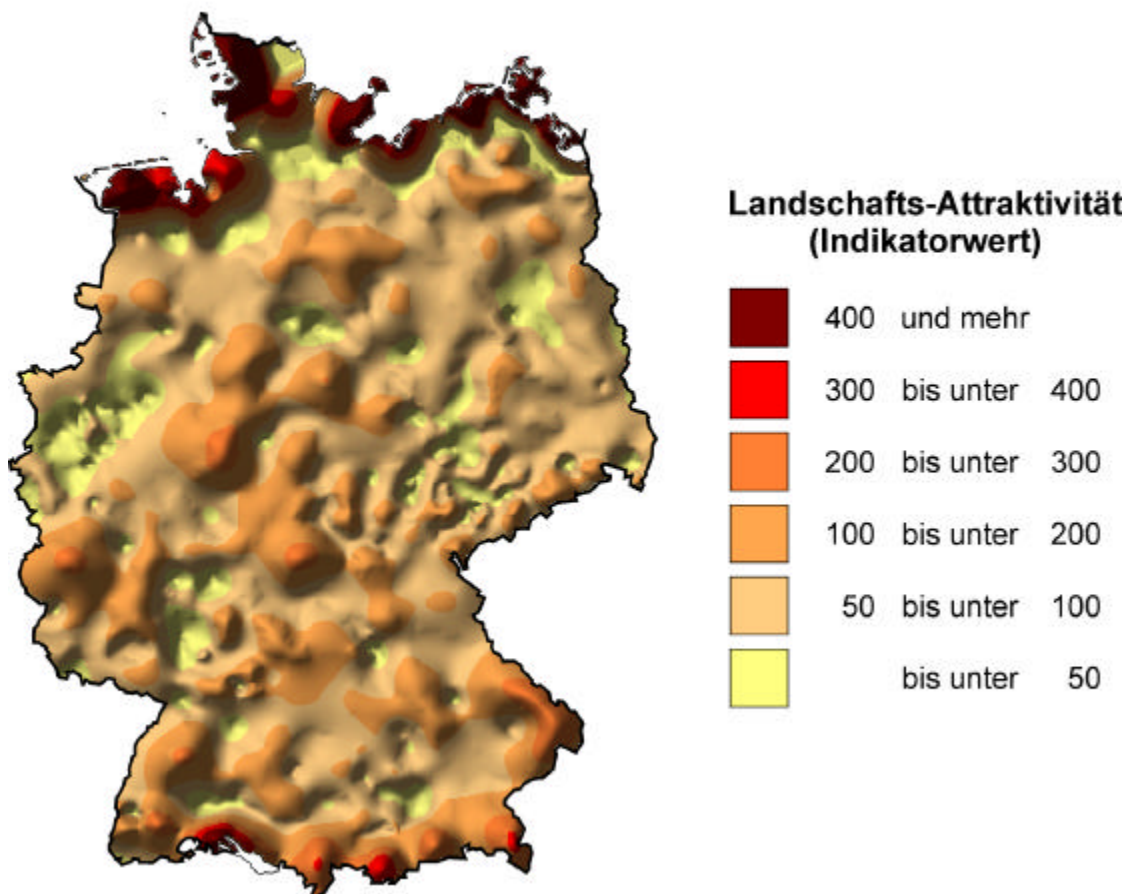 Landschafts-Attraktivität
(Indikatorwert)
400 und mehr
300 bis unter 400
200 bis unter 300
100 bis unter 200
50 bis unter 100
bis unter 50